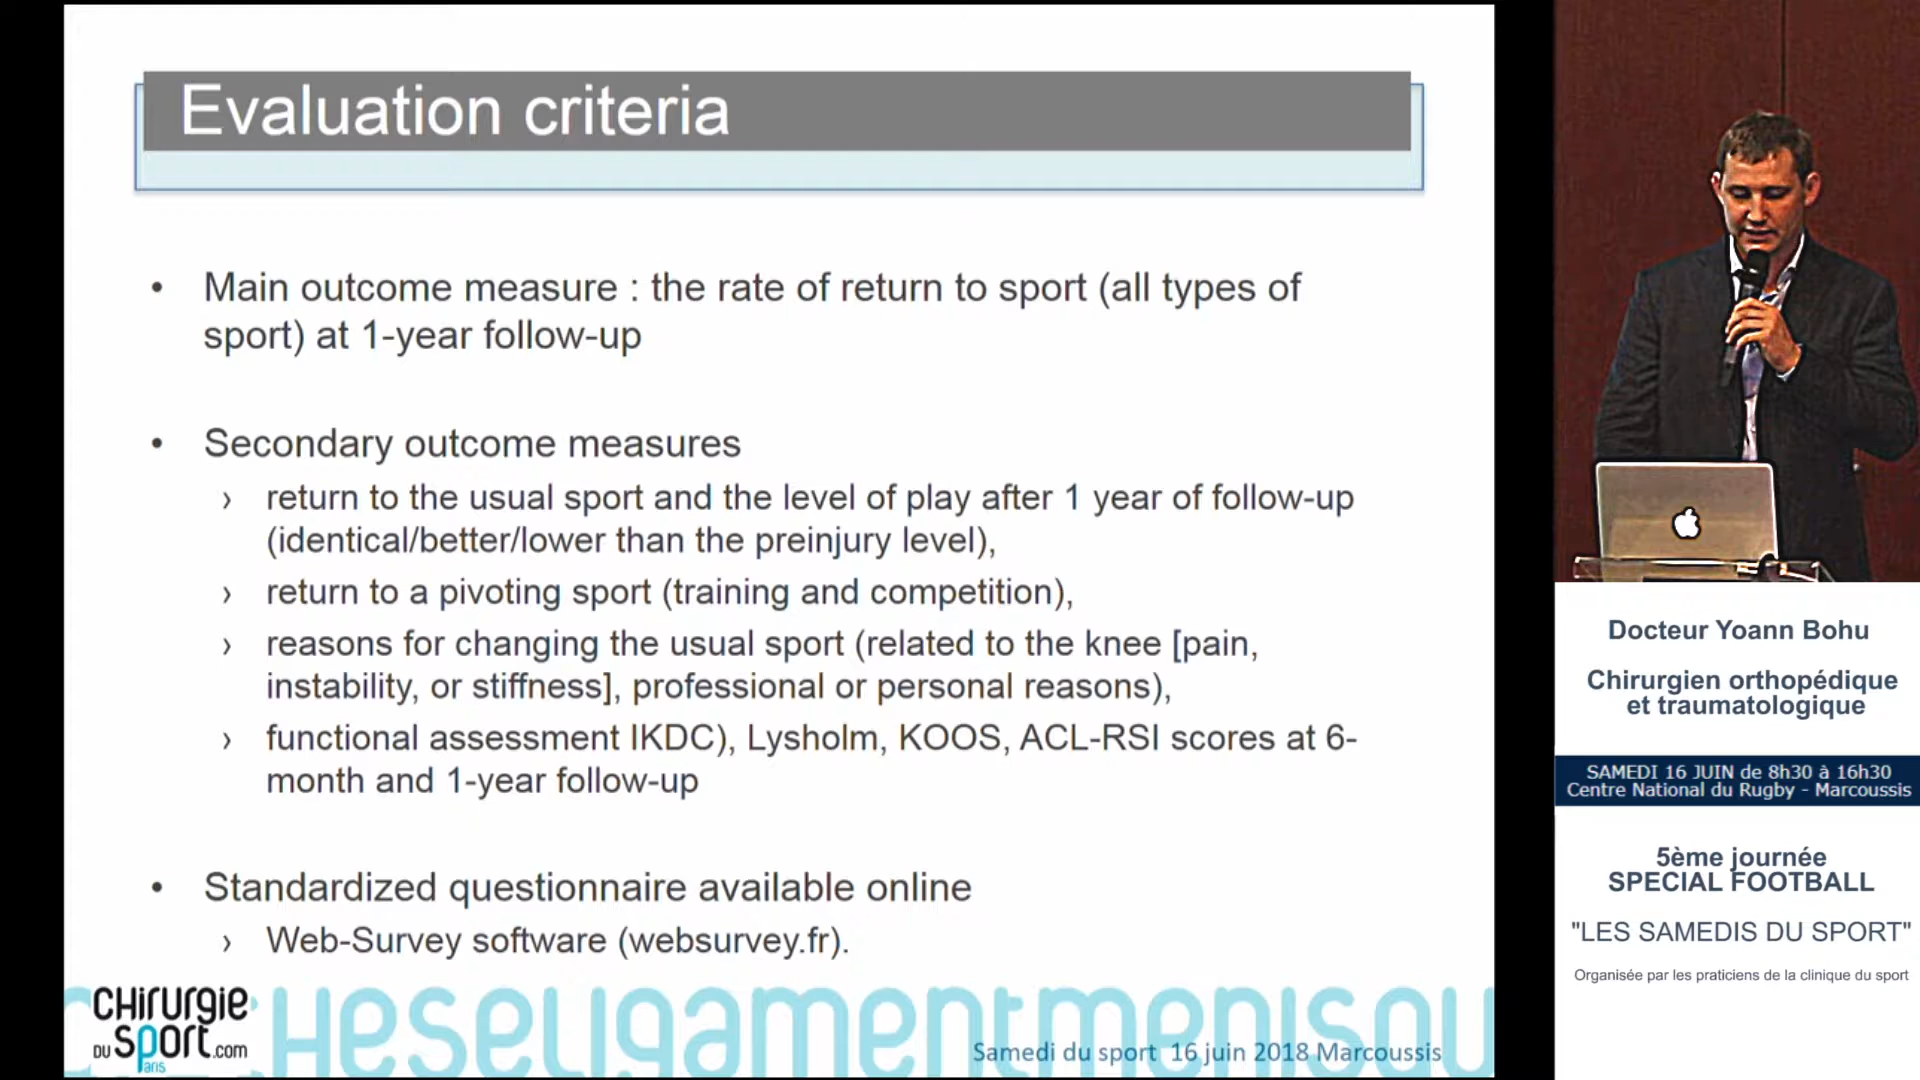 Evaluation criteria
• Main outcome measure : the rate of return to sport (all types of
sport) at 1-year follow-up
• Secondary outcome measures
› return to the usual sport and the level of play after 1 year of follow-up
(identical/better/lower than the preinjury level),
› return to a pivoting sport (training and competition),
› reasons for changing the usual sport (related to the knee [pain,
instability, or stiffness], professional or personal reasons),
› functional assessment IKDC), Lysholm, KOOS, ACL-RSI scores at 6-
month and 1-year follow-up
• Standardized questionnaire available online
› Web-Survey software (websurvey.fr).
CHirurgie
DU SPORT.com
Paris
Heseligamentmenisqu
Samedi du sport 16 juin 2018 Marcoussis
Docteur Yoann Bohu
Chirurgien orthopédique
et traumatologique
SAMEDI 16 JUIN de 8h30 à 16h30
Centre National du Rugby - Marcoussis
5ème journée
SPECIAL FOOTBALL
"LES SAMEDIS DU SPORT"
Organisée par les praticiens de la clinique du sport